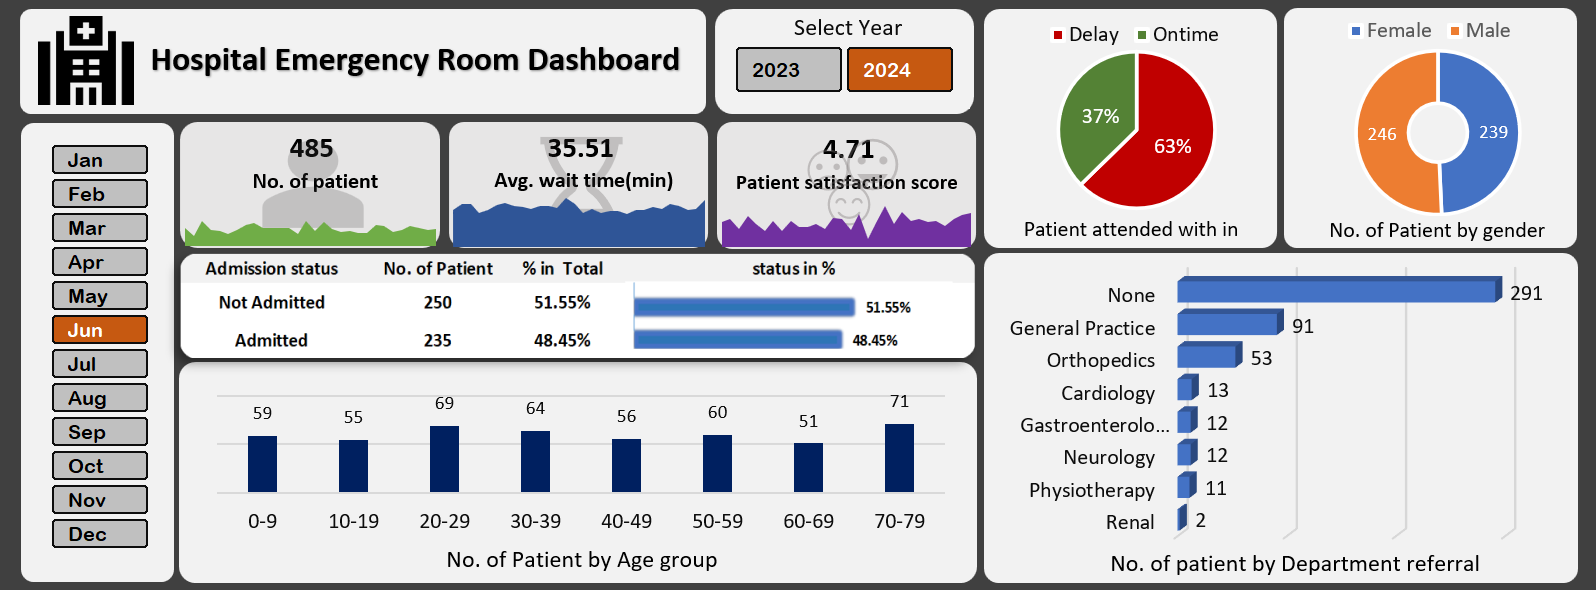 Hospital Emergency Room Dashboard
Select Year
2023
2024
Delay
Ontime
37%
63%
Patient attended with in
Female
Male
246
239
No. of Patient by gender
Jan
Feb
Mar
Apr
May
Jun
Jul
Aug
Sep
Oct
Nov
Dec
485
No. of patient
35.51
Avg. wait time(min)
4.71
Patient satisfaction score
Admission status No. of Patient % in Total status in %
Not Admitted 250 51.55% 51.55%
Admitted 235 48.45% 48.45%
59 55 69 64 56 60 51 71
0-9 10-19 20-29 30-39 40-49 50-59 60-69 70-79
No. of Patient by Age group
None 291
General Practice 91
Orthopedics 53
Cardiology 13
Gastroenterolo... 12
Neurology 12
Physiotherapy 11
Renal 2
No. of patient by Department referral